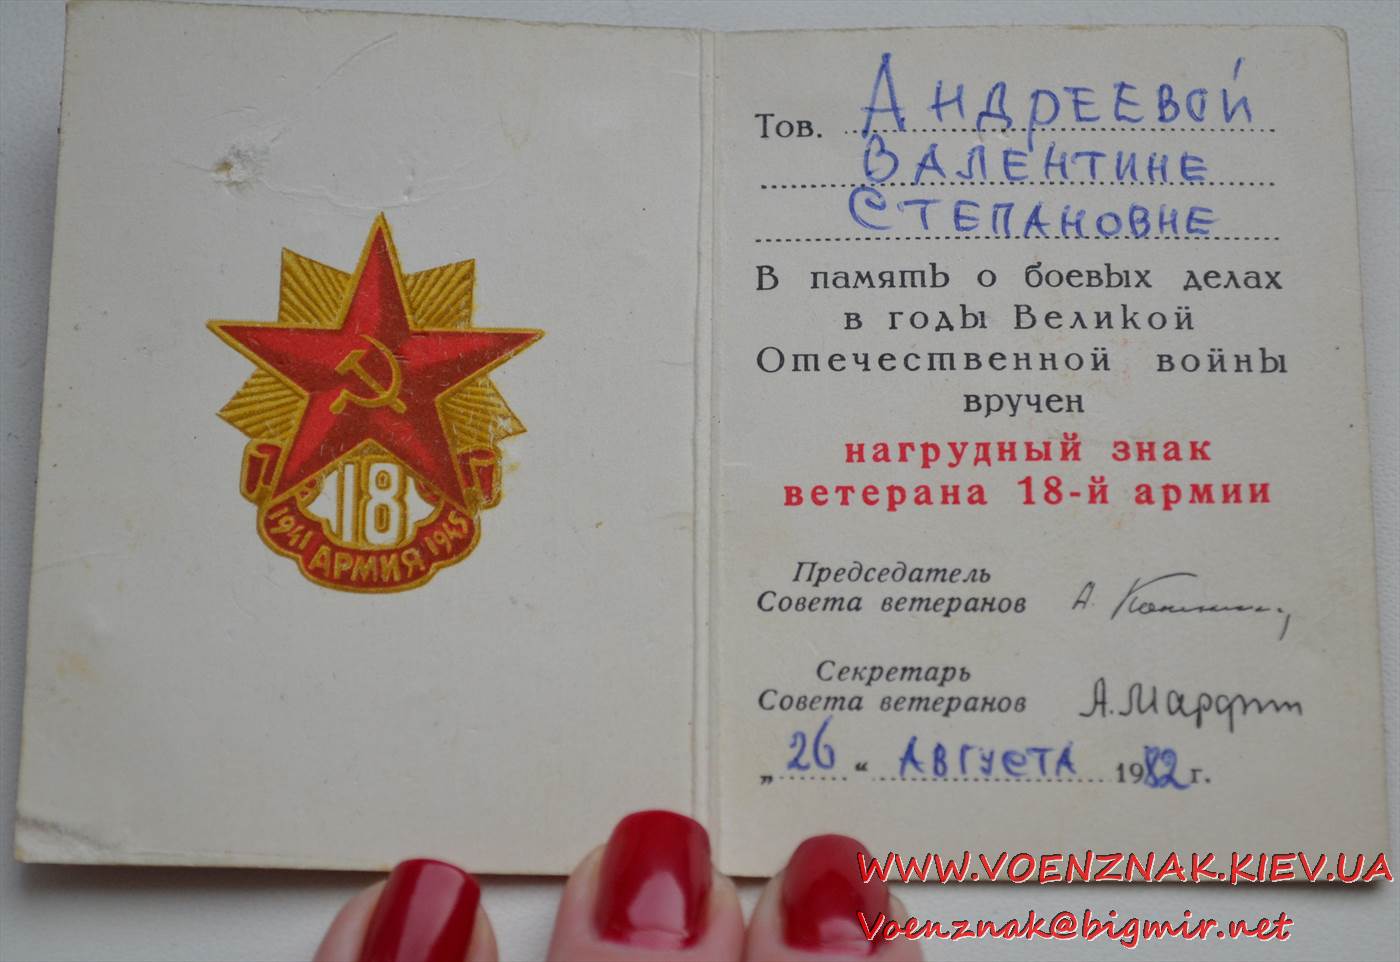 18
1941 АРМИЯ 1945
Тов. АНДРЕЕВОЙ
ВАЛЕНТИНЕ
СТЕПАНОВНЕ
В память о боевых делах
в годы Великой
Отечественной войны
вручен
нагрудный знак
ветерана 18-й армии
Председатель
Совета ветеранов А.
Секретарь
Совета ветеранов А.
„26“ АВГУСТА 1982 г.
WWW.VOENZNAK.KIEV.UA
Voenznak@bigmir.net